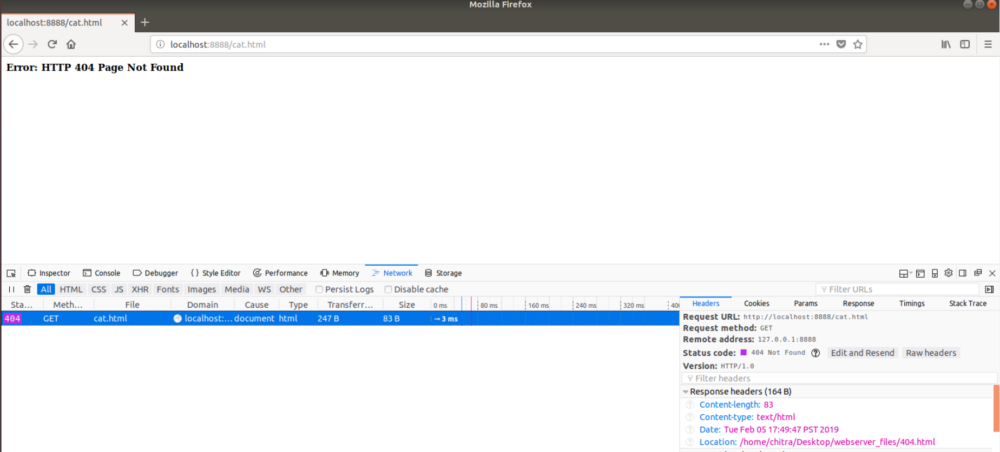 Mozilla Firefox
localhost:8888/cat.html
localhost:8888/cat.html
Error: HTTP 404 Page Not Found
Inspector Console Debugger {} Style Editor Performance Memory Network Storage
All HTML CSS JS XHR Fonts Images Media WS Other Persist Logs Disable cache Filter URLs
Sta... Meth... File Domain Cause Type Transferr... Size 0 ms 80 ms 160 ms 240 ms 320 ms 400
404 GET cat.html localhost:... document html 247 B 83 B → 3 ms
Headers Cookies Params Response Timings Stack Trace
Request URL: http://localhost:8888/cat.html
Request method: GET
Remote address: 127.0.0.1:8888
Status code: 404 Not Found Edit and Resend Raw headers
Version: HTTP/1.0
Filter headers
Response headers (164 B)
Content-length: 83
Content-type: text/html
Date: Tue Feb 05 17:49:47 PST 2019
Location: /home/chitra/Desktop/webserver_files/404.html